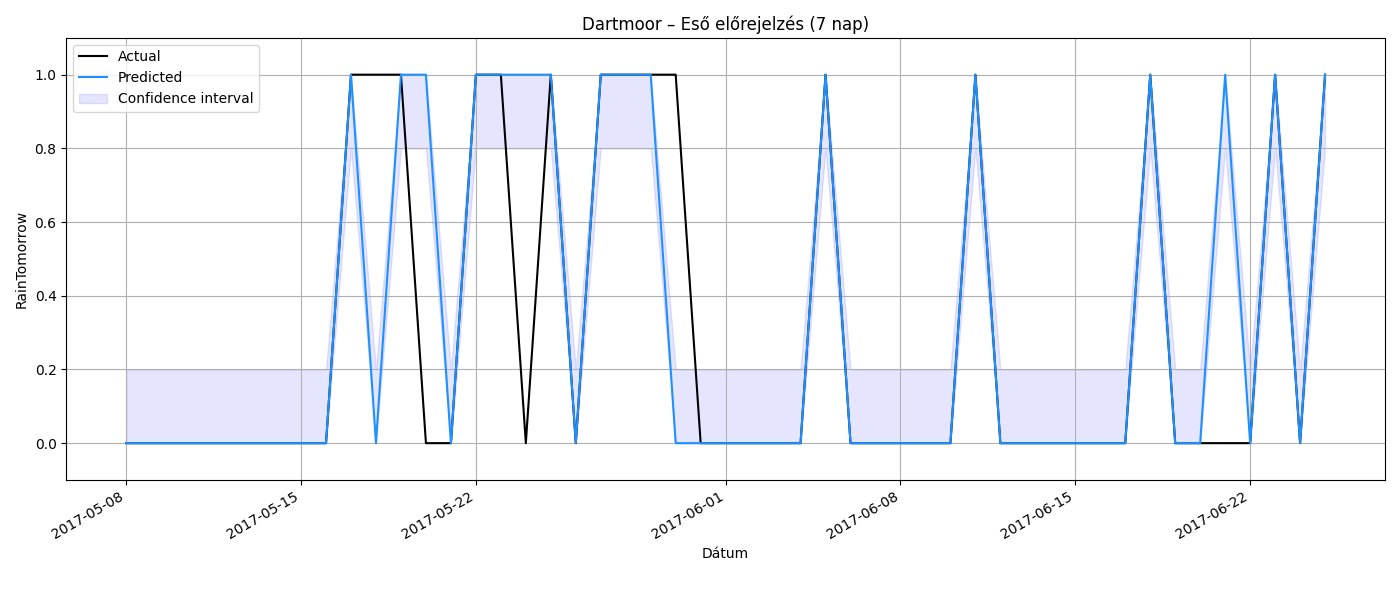 Dartmoor – Eső előrejelzés (7 nap)
Actual
Predicted
Confidence interval
RainTomorrow
1.0
0.8
0.6
0.4
0.2
0.0
2017-05-08
2017-05-15
2017-05-22
2017-06-01
2017-06-08
2017-06-15
2017-06-22
Dátum